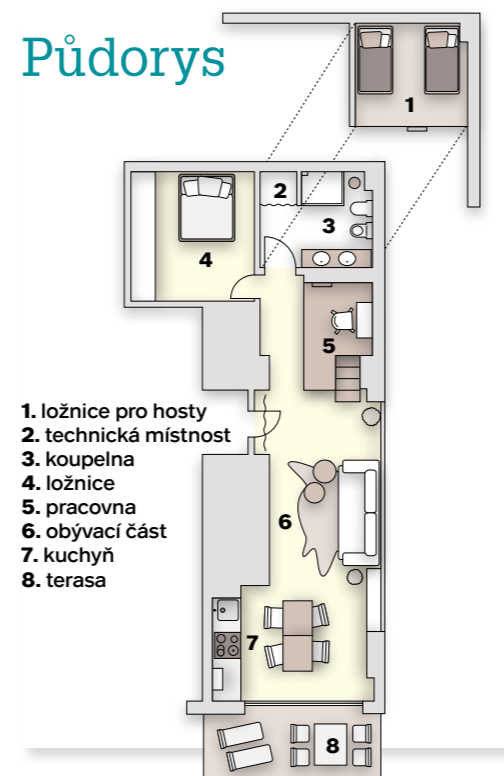 Půdorys
1
2
3
4
5
1. ložnice pro hosty
2. technická místnost
3. koupelna
4. ložnice
5. pracovna
6. obývací část
7. kuchyň
8. terasa
6
7
8